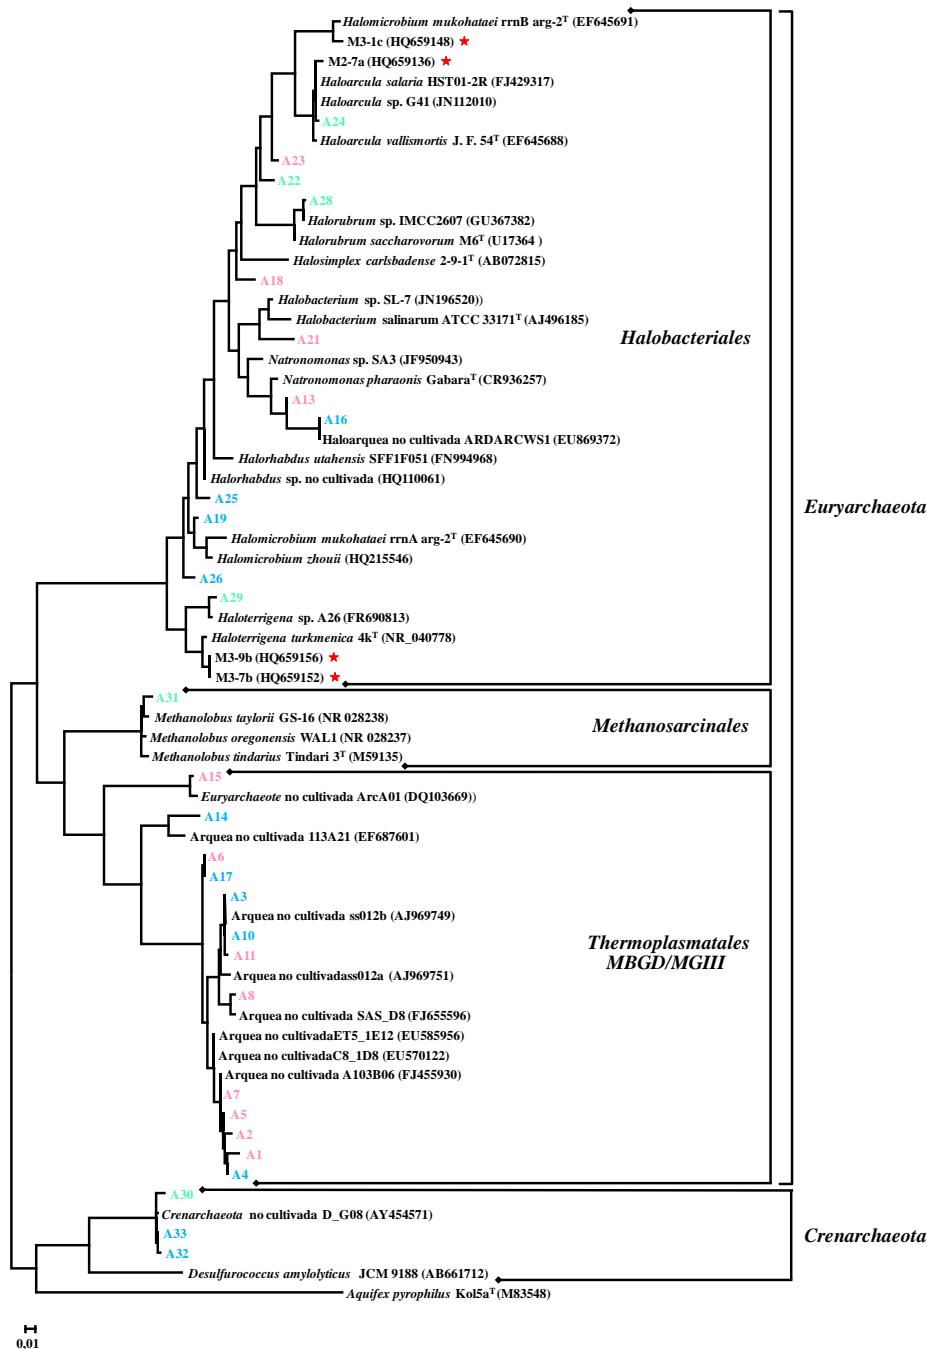 Halomicrobium mukohataei rrnB arg-2ᵀ (EF645691)
M3-1c (HQ659148) ★
M2-7a (HQ659136) ★
Haloarcula salaria HST01-2R (FJ429317)
Haloarcula sp. G41 (JN112010)
A24
Haloarcula vallismortis J. F. 54ᵀ (EF645688)
A23
A22
A28
Halorubrum sp. IMCC2607 (GU367382)
Halorubrum saccharovorum M6ᵀ (U17364 )
Halosimplex carlsbadense 2-9-1ᵀ (AB072815)
A18
Halobacterium sp. SL-7 (JN196520))
Halobacterium salinarum ATCC 33171ᵀ (AJ496185)
Halobacteriales
A21
Natronomonas sp. SA3 (JF950943)
Natronomonas pharaonis Gabaraᵀ (CR936257)
A13
A16
Haloarquea no cultivada ARDARCWS1 (EU869372)
Halorhabdus utahensis SFF1F051 (FN994968)
Halorhabdus sp. no cultivada (HQ110061)
A25
Euryarchaeota
A19
Halomicrobium mukohataei rrnA arg-2ᵀ (EF645690)
Halomicrobium zhouii (HQ215546)
A26
A29
Haloterrigena sp. A26 (FR690813)
Haloterrigena turkmenica 4kᵀ (NR_040778)
M3-9b (HQ659156) ★
M3-7b (HQ659152) ★
A31
Methanolobus taylorii GS-16 (NR 028238)
Methanosarcinales
Methanolobus oregonensis WAL1 (NR 028237)
Methanolobus tindarius Tindari 3ᵀ (M59135)
A15
Euryarchaeote no cultivada ArcA01 (DQ103669))
A14
Arquea no cultivada 113A21 (EF687601)
A6
A17
A3
Arquea no cultivada ss012b (AJ969749)
A10
Thermoplasmatales
MBGD/MGIII
A11
Arquea no cultivadass012a (AJ969751)
A8
Arquea no cultivada SAS_D8 (FJ655596)
Arquea no cultivadaET5_1E12 (EU585956)
Arquea no cultivadaC8_1D8 (EU570122)
Arquea no cultivada A103B06 (FJ455930)
A7
A5
A2
A1
A4
A30
Crenarchaeota no cultivada D_G08 (AY454571)
A33
Crenarchaeota
A32
Desulfurococcus amylolyticus JCM 9188 (AB661712)
Aquifex pyrophilus Kol5aᵀ (M83548)
0,01